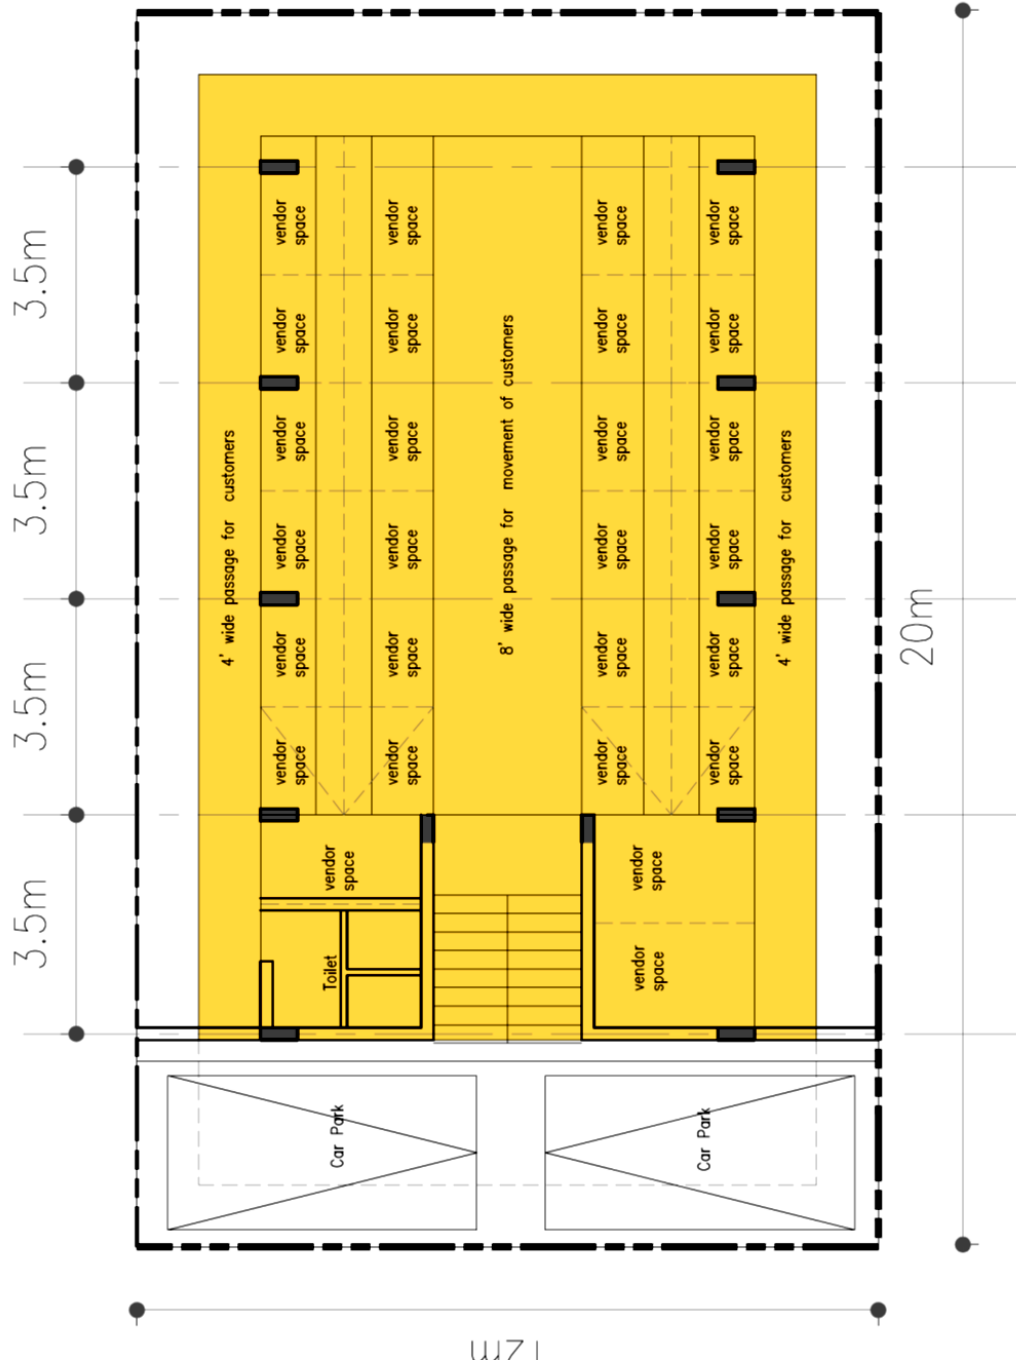 3.5m
3.5m
3.5m
3.5m
4' wide passage for customers
vendor
space
vendor
space
vendor
space
vendor
space
vendor
space
vendor
space
vendor
space
vendor
space
vendor
space
vendor
space
vendor
space
vendor
space
8' wide passage for movement of customers
vendor
space
vendor
space
vendor
space
vendor
space
vendor
space
vendor
space
vendor
space
vendor
space
vendor
space
vendor
space
vendor
space
vendor
space
4' wide passage for customers
vendor
space
Toilet
vendor
space
vendor
space
Car Park
Car Park
20m
12m